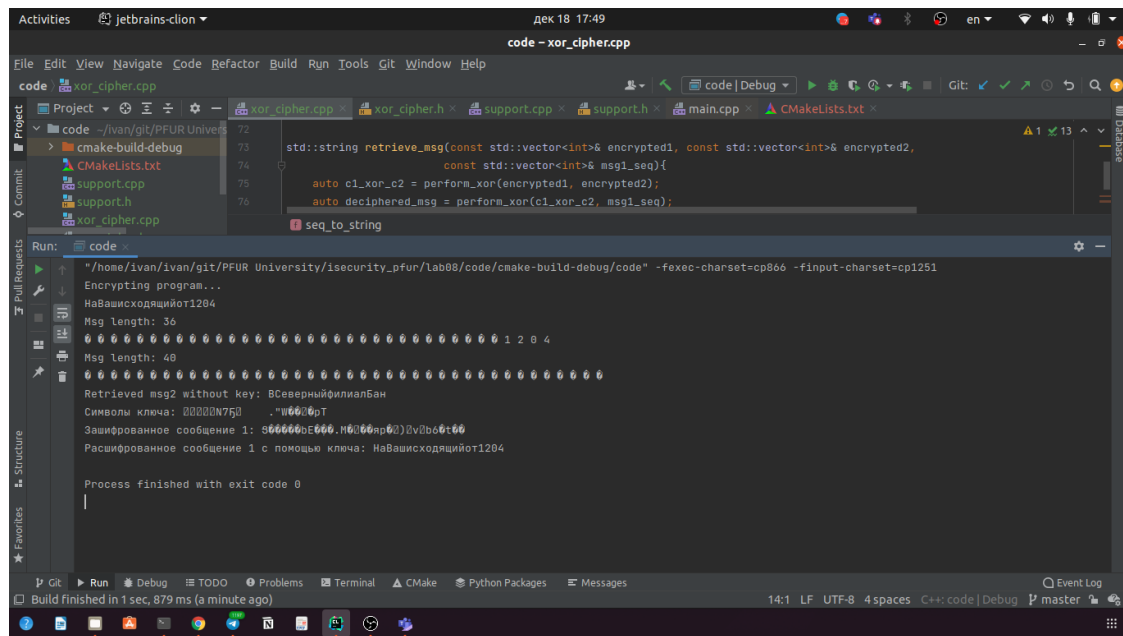 Activities jetbrains-clion дек 18 17:49 en
code – xor_cipher.cpp
File Edit View Navigate Code Refactor Build Run Tools Git Window Help
code xor_cipher.cpp code | Debug Git:
Project xor_cipher.cpp xor_cipher.h support.cpp support.h main.cpp CMakeLists.txt
code ~/ivan/git/PFUR Univers 72 1 13
cmake-build-debug 73 std::string retrieve_msg(const std::vector<int>& encrypted1, const std::vector<int>& encrypted2,
CMakeLists.txt 74 const std::vector<int>& msg1_seq){
support.cpp 75 auto c1_xor_c2 = perform_xor(encrypted1, encrypted2);
support.h 76 auto deciphered_msg = perform_xor(c1_xor_c2, msg1_seq);
xor_cipher.cpp seq_to_string
Project
Commit
Pull Requests
Structure
Favorites
Database
Run: code
"/home/ivan/ivan/git/PFUR University/isecurity_pfur/lab08/code/cmake-build-debug/code" -fexec-charset=cp866 -finput-charset=cp1251
Encrypting program...
НаВашисходящийот1204
Msg length: 36
� � � � � � � � � � � � � � � � � � � � � � � � � � � � � � � � 1 2 0 4
Msg length: 40
� � � � � � � � � � � � � � � � � � � � � � � � � � � � � � � � � � � � � � � �
Retrieved msg2 without key: ВСеверныйфилиалБан
Символы ключа: N7Ђ ."W��pT
Зашифрованное сообщение 1:
Расшифрованное сообщение 1 с помощью ключа: НаВашисходящийот1204
Process finished with exit code 0
Git Run Debug TODO Problems Terminal CMake Python Packages Messages Event Log
Build finished in 1 sec, 879 ms (a minute ago) 14:1 LF UTF-8 4 spaces C++: code | Debug master